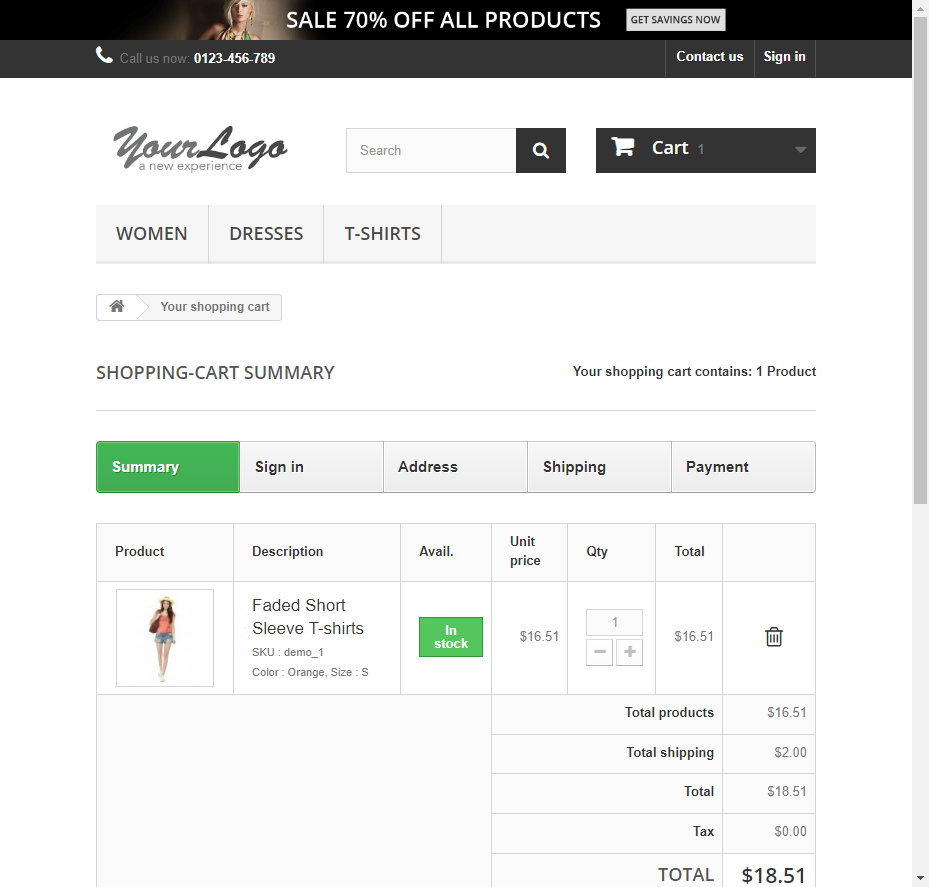 SALE 70% OFF ALL PRODUCTS GET SAVINGS NOW
Call us now: 0123-456-789 Contact us Sign in
YourLogo
a new experience
Search
Cart 1
WOMEN DRESSES T-SHIRTS
Your shopping cart
SHOPPING-CART SUMMARY Your shopping cart contains: 1 Product
Summary Sign in Address Shipping Payment
Product Description Avail. Unit price Qty Total
Faded Short
Sleeve T-shirts
SKU : demo_1
Color : Orange, Size : S
In
stock
$16.51
1
$16.51
Total products $16.51
Total shipping $2.00
Total $18.51
Tax $0.00
TOTAL $18.51